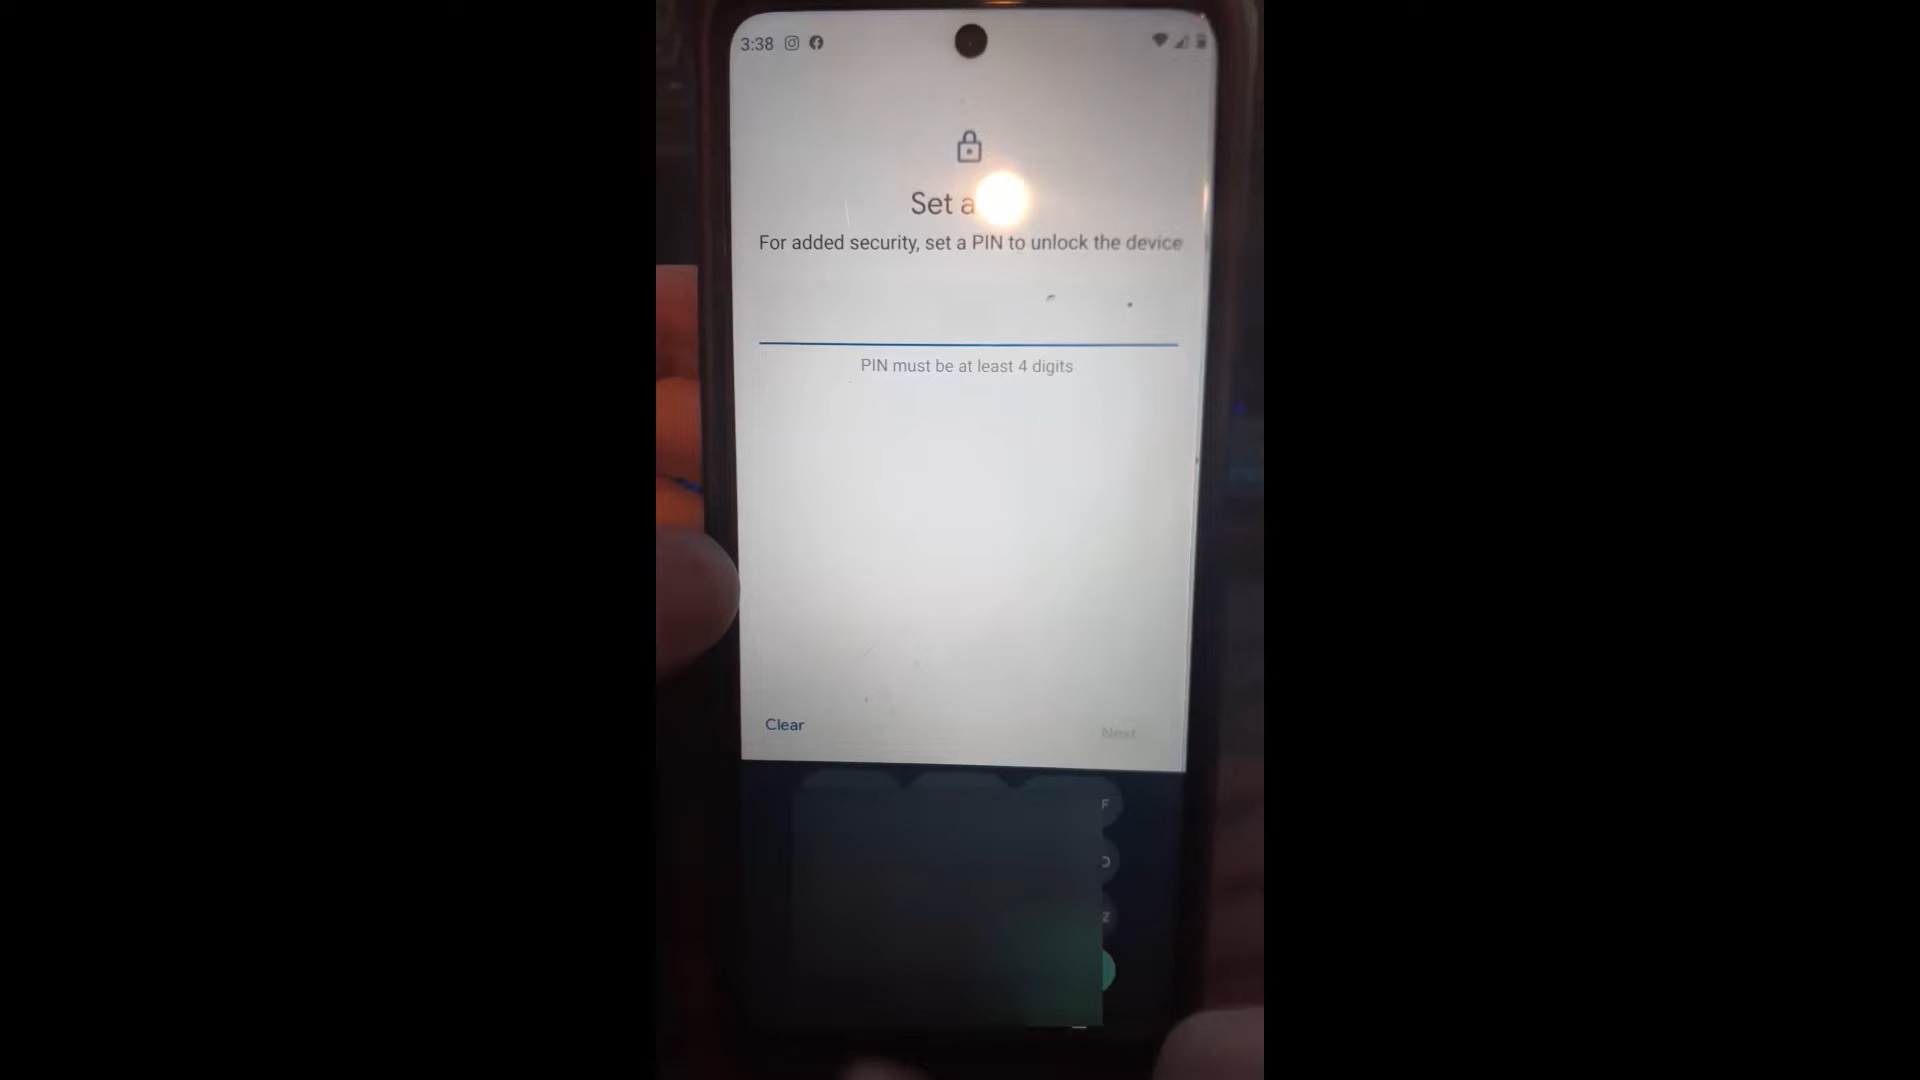 3:38
Set a
For added security, set a PIN to unlock the device
PIN must be at least 4 digits
Clear
Next
F
Z